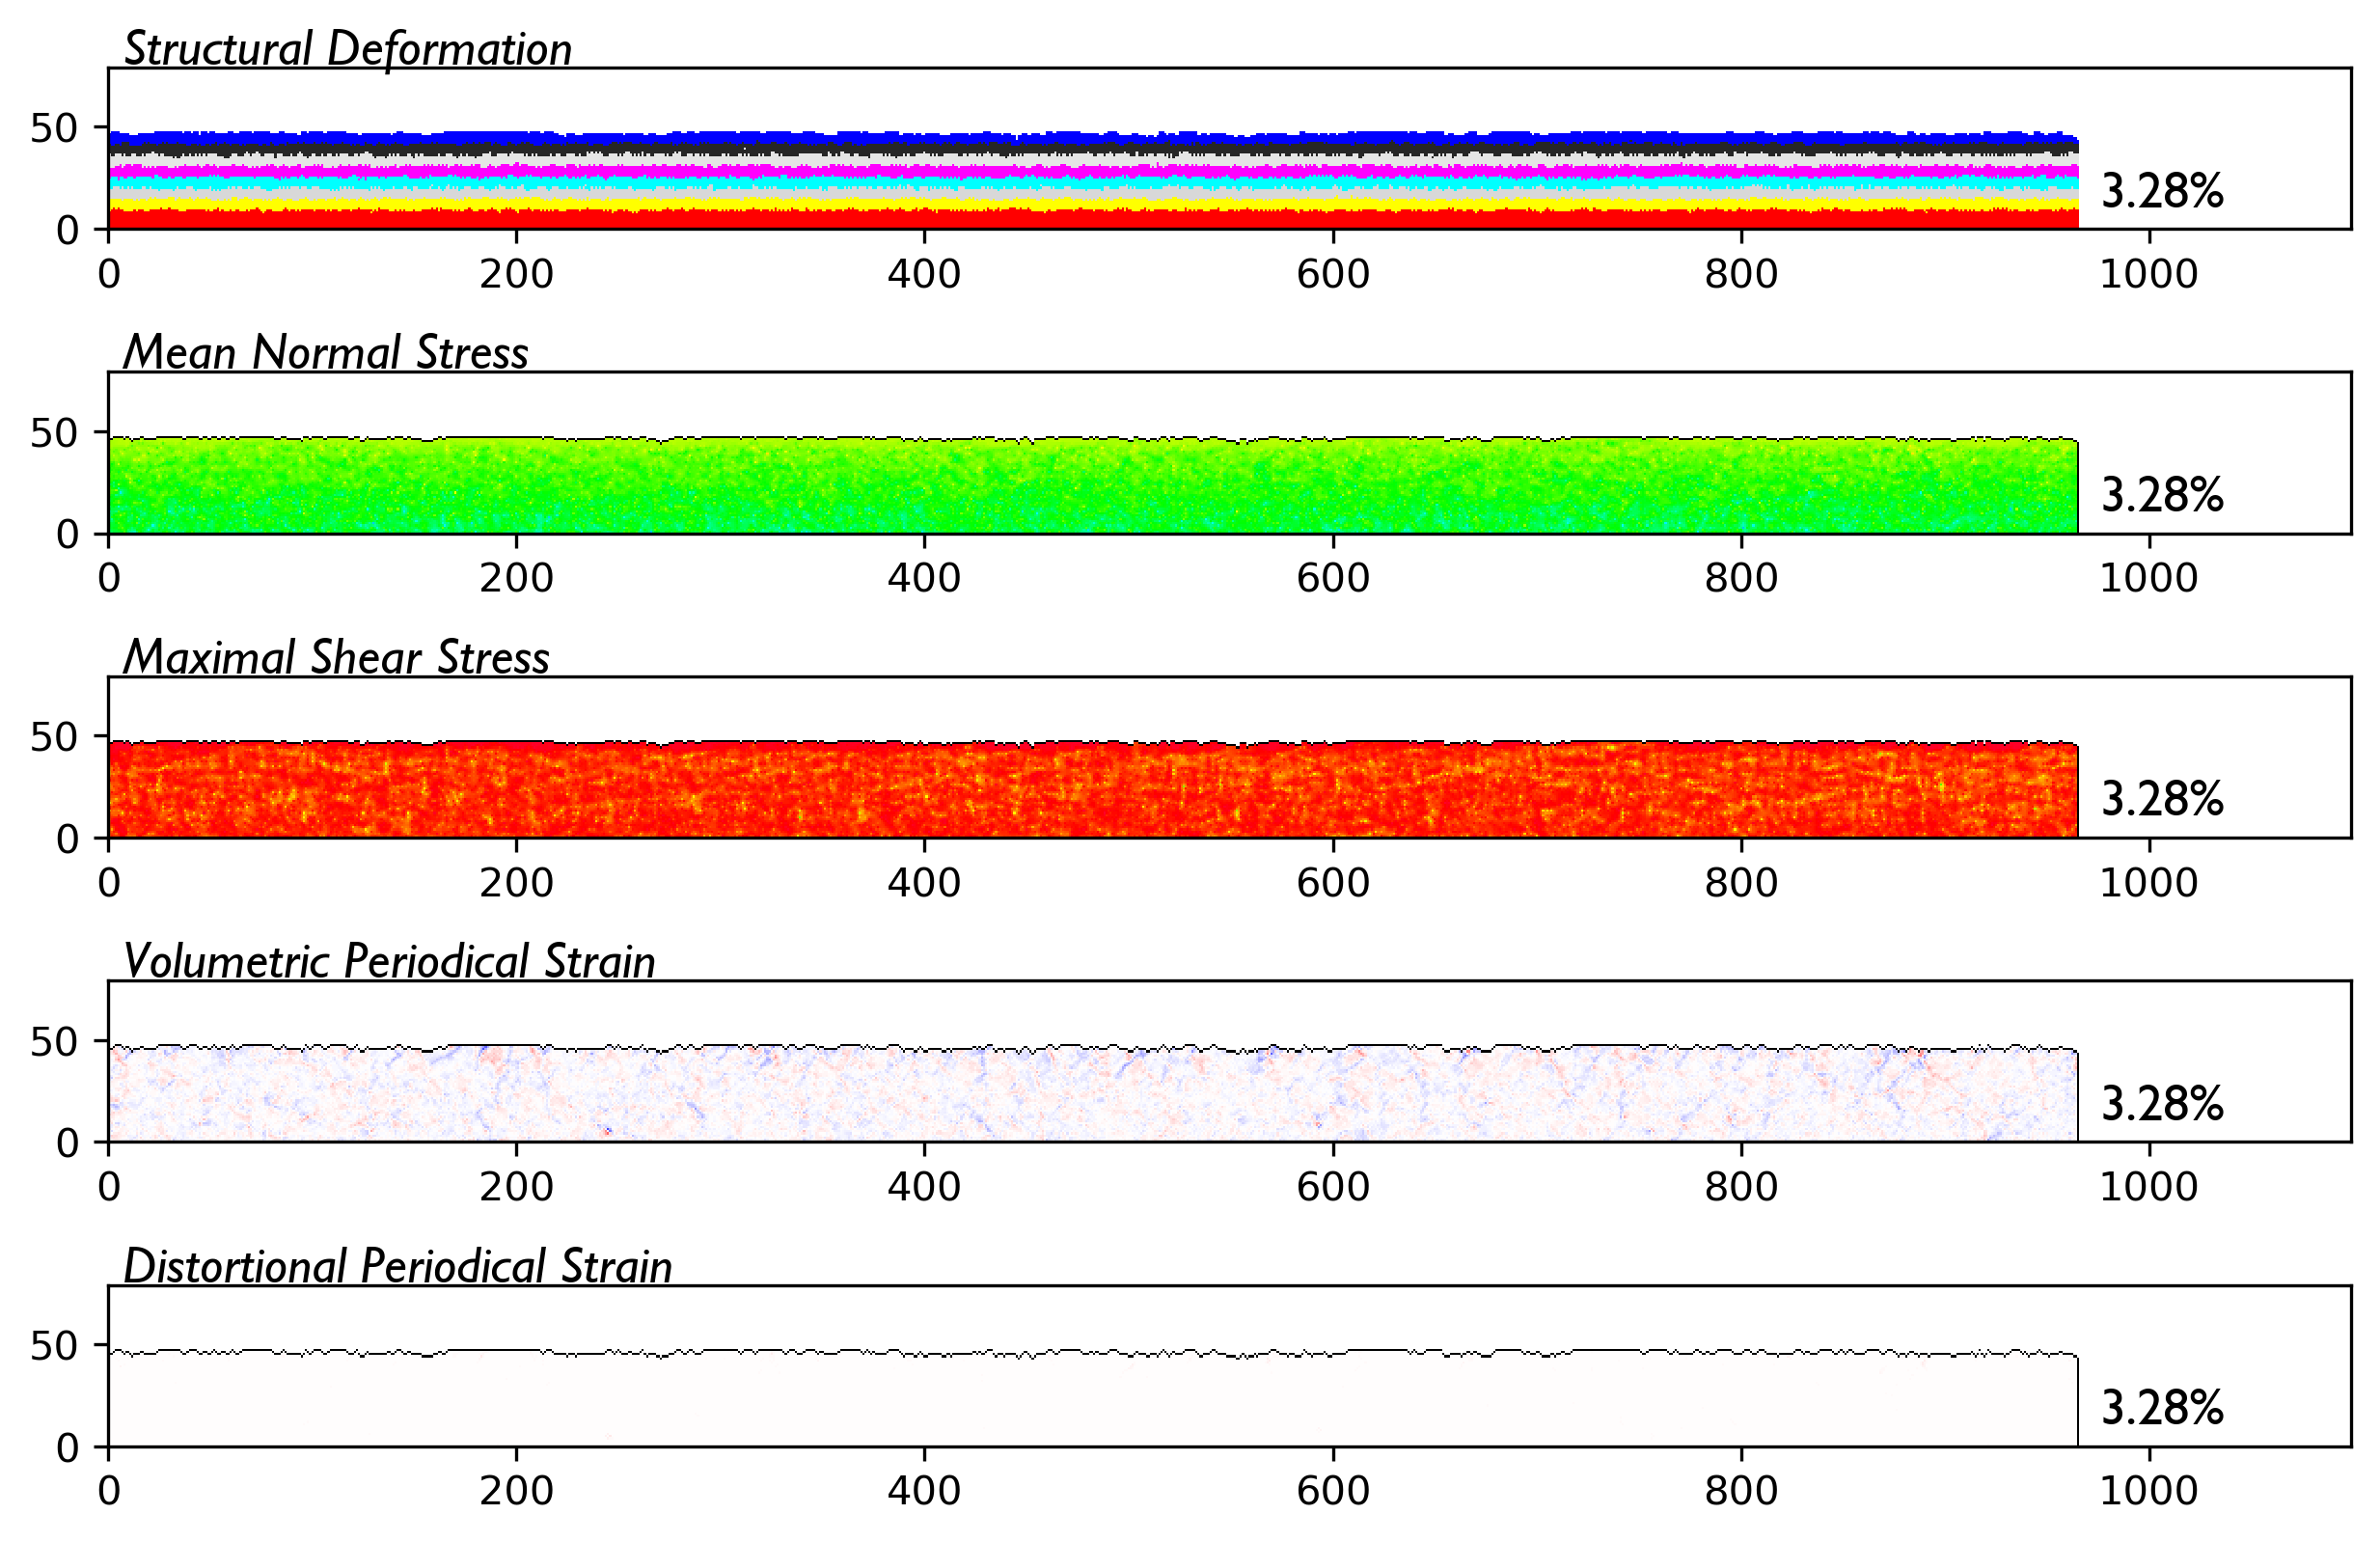 Structural Deformation
50
0
3.28%
0 200 400 600 800 1000
Mean Normal Stress
50
0
3.28%
0 200 400 600 800 1000
Maximal Shear Stress
50
0
3.28%
0 200 400 600 800 1000
Volumetric Periodical Strain
50
0
3.28%
0 200 400 600 800 1000
Distortional Periodical Strain
50
0
3.28%
0 200 400 600 800 1000